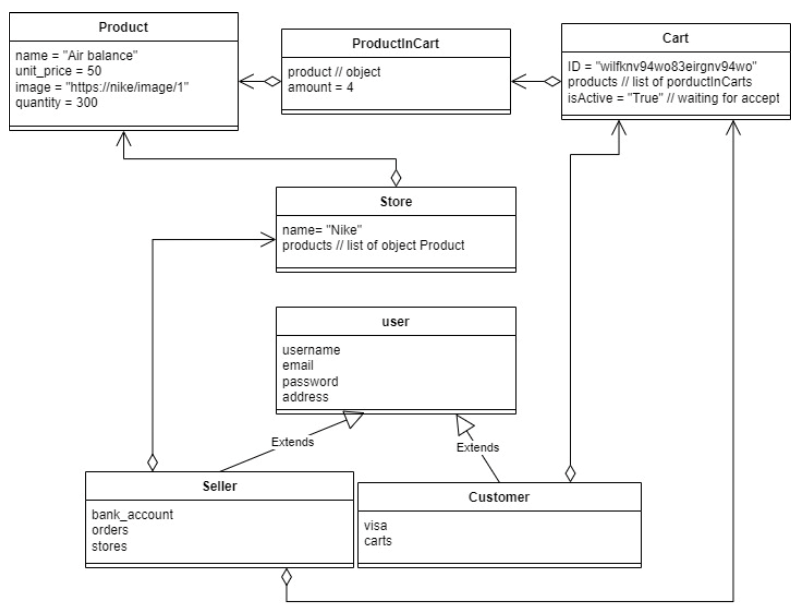 Product
name = "Air balance"
unit_price = 50
image = "https://nike/image/1"
quantity = 300
ProductInCart
product // object
amount = 4
Cart
ID = "wilfknv94wo83eirgnv94wo"
products // list of porductInCarts
isActive = "True" // waiting for accept
Store
name= "Nike"
products // list of object Product
user
username
email
password
address
Extends
Extends
Seller
bank_account
orders
stores
Customer
visa
carts